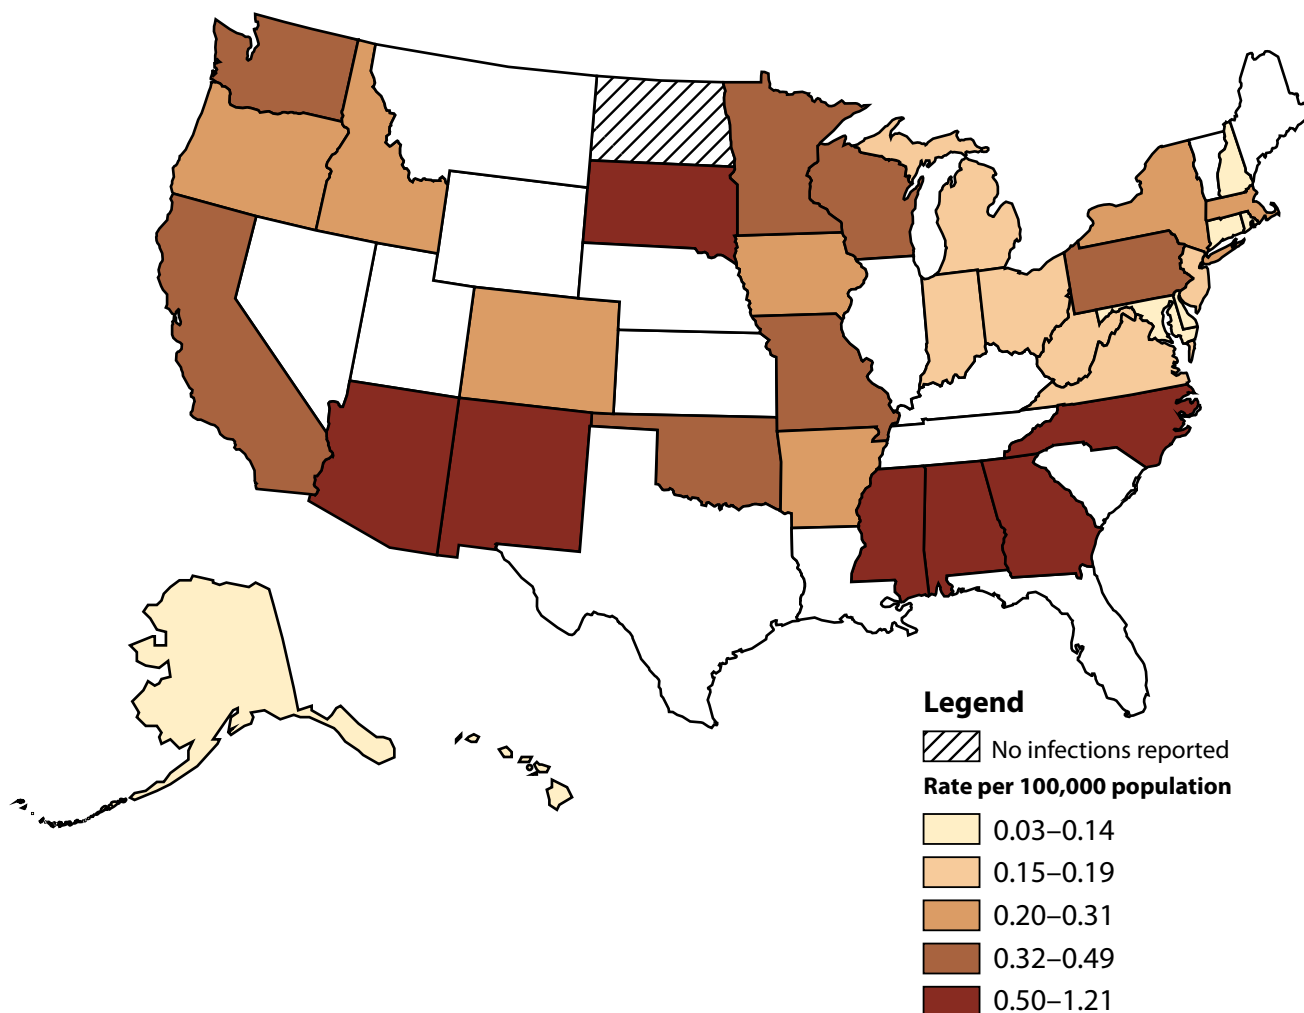 Legend
No infections reported
Rate per 100,000 population
0.03–0.14
0.15–0.19
0.20–0.31
0.32–0.49
0.50–1.21